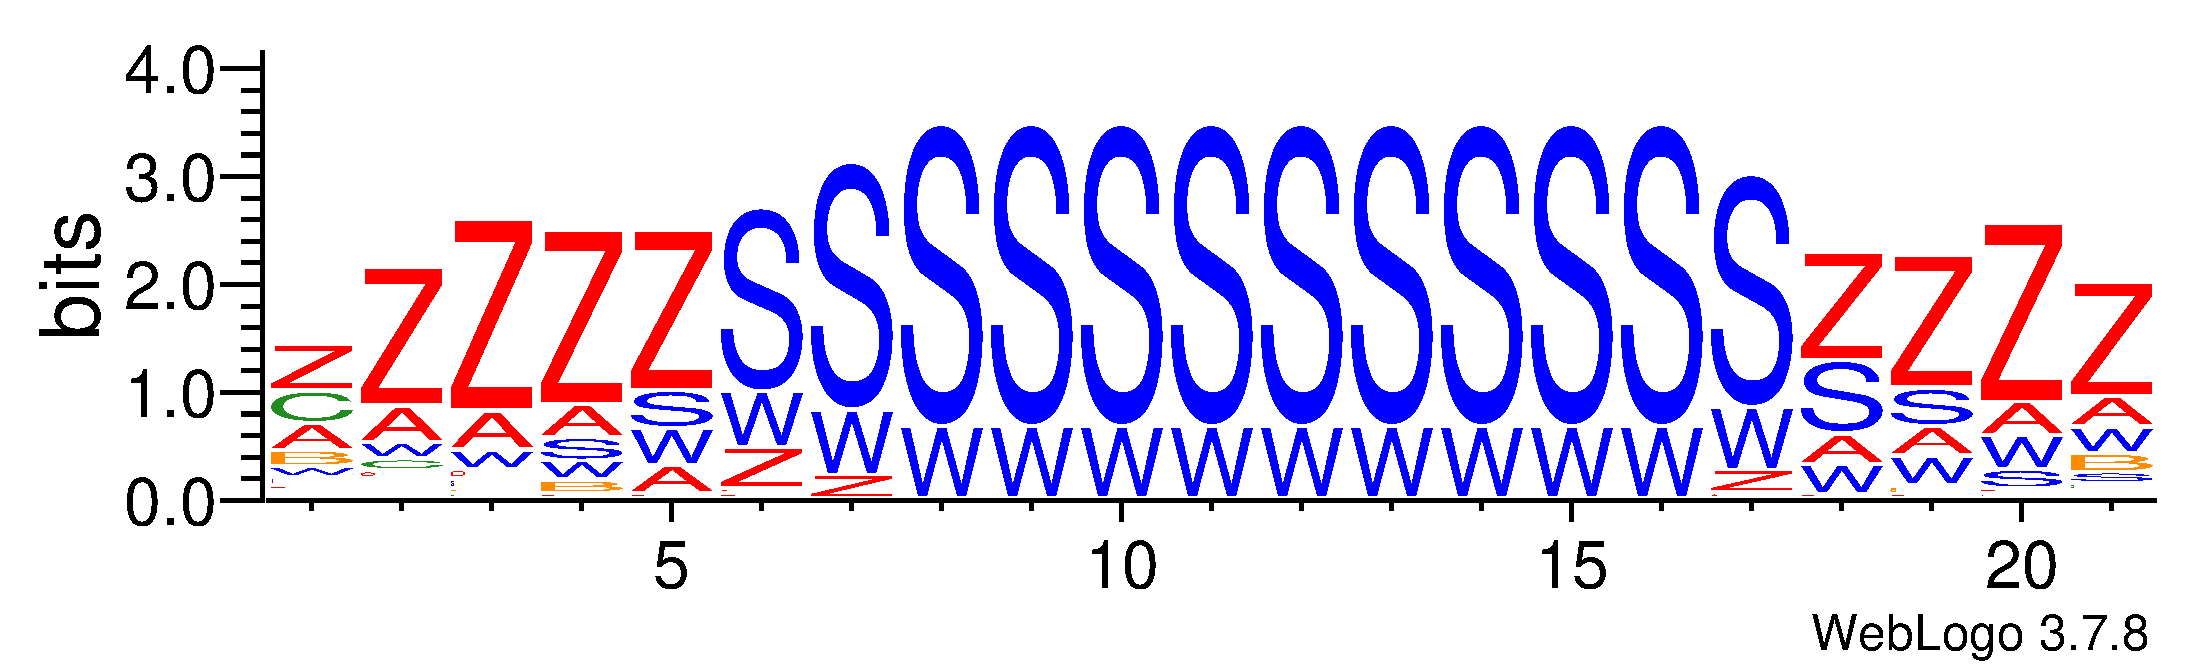 4.0
3.0
2.0
1.0
0.0
bits
Z C A B W
Z A W C
Z A W
Z A S W B
Z S W A
S W Z
S W Z
S W
S W
S W
S W
S W
S W
S W
S W
S W
S W Z
Z S A W
Z S A W
Z A W S
Z A W B S
5 10 15 20
WebLogo 3.7.8